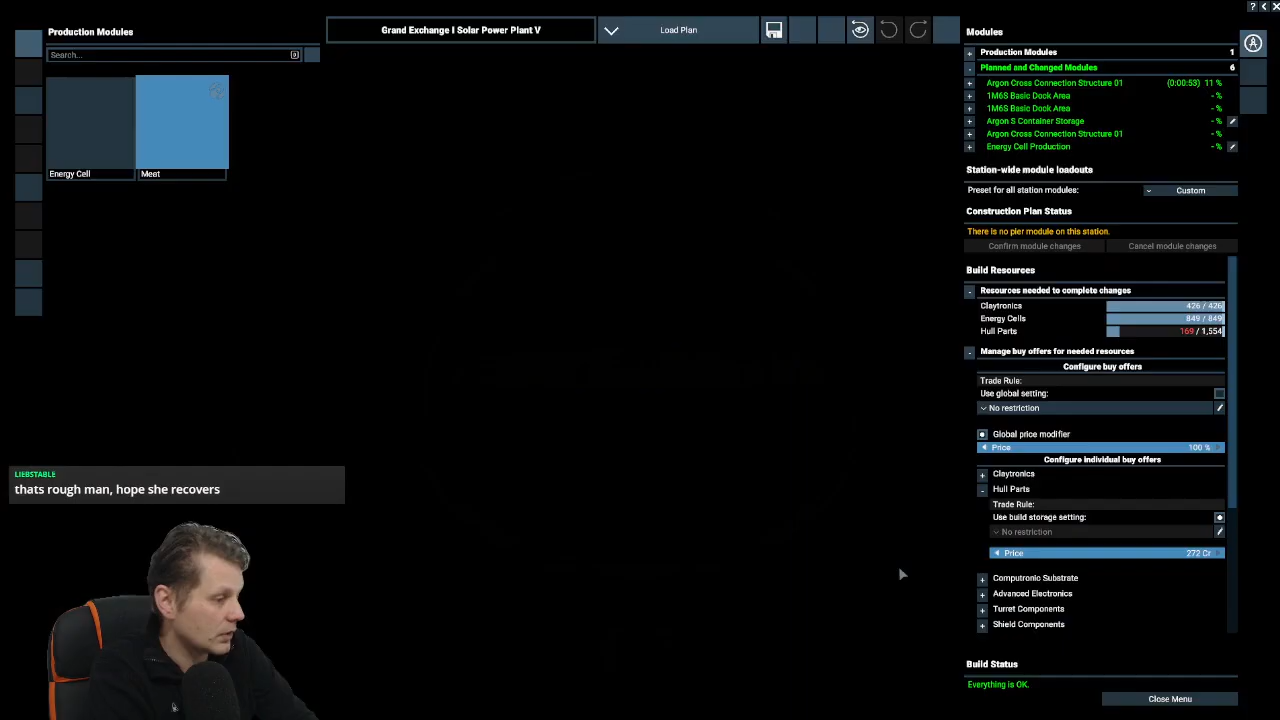 Production Modules
Search...
Energy Cell
Meat
Grand Exchange I Solar Power Plant V
Load Plan
LIEBSTABLE
thats rough man, hope she recovers
? < ×
Modules
+ Production Modules 1
- Planned and Changed Modules 6
+ Argon Cross Connection Structure 01 (0:00:53) 11 %
+ 1M6S Basic Dock Area - %
+ 1M6S Basic Dock Area - %
+ Argon S Container Storage - %
+ Argon Cross Connection Structure 01 - %
+ Energy Cell Production - %
Station-wide module loadouts
Preset for all station modules: Custom
Construction Plan Status
There is no pier module on this station.
Confirm module changes Cancel module changes
Build Resources
- Resources needed to complete changes
Claytronics 426 / 426
Energy Cells 849 / 849
Hull Parts 169 / 1,554
- Manage buy offers for needed resources
Configure buy offers
Trade Rule:
Use global setting:
No restriction
Global price modifier
Price 100 %
Configure individual buy offers
+ Claytronics
- Hull Parts
Trade Rule:
Use build storage setting:
No restriction
Price 272 Cr
+ Computronic Substrate
+ Advanced Electronics
+ Turret Components
+ Shield Components
Build Status
Everything is OK.
Close Menu